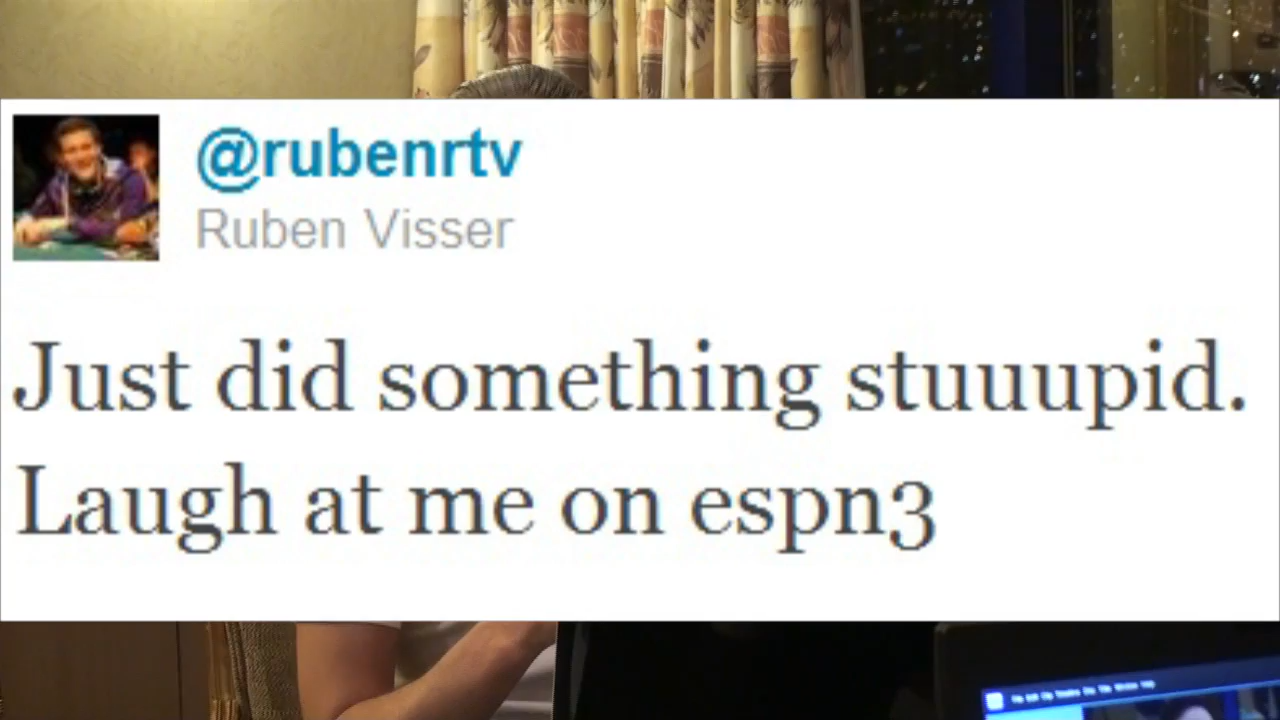 @rubenrtv
Ruben Visser
Just did something stuuupid.
Laugh at me on espn3